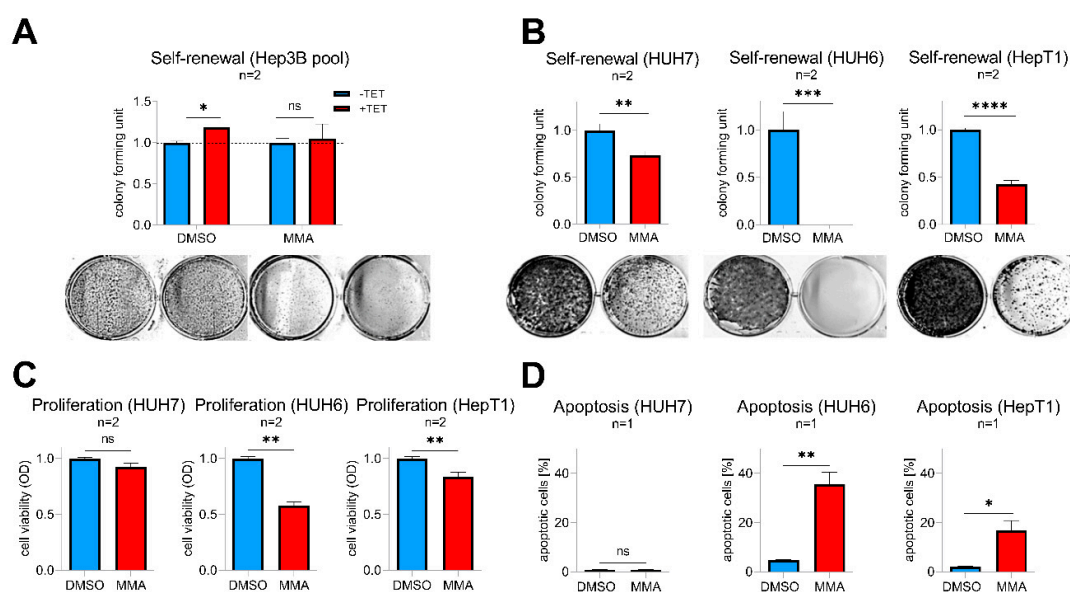 A
Self-renewal (Hep3B pool)
n=2
-TET
+TET
*
ns
1.5
1.0
0.5
0.0
colony forming unit
DMSO
MMA
B
Self-renewal (HUH7)
n=2
**
1.5
1.0
0.5
0.0
colony forming unit
DMSO MMA
Self-renewal (HUH6)
n=2
***
1.5
1.0
0.5
0.0
colony forming unit
DMSO MMA
Self-renewal (HepT1)
n=2
****
1.5
1.0
0.5
0.0
colony forming unit
DMSO MMA
C
Proliferation (HUH7)
n=2
ns
1.0
0.5
0.0
cell viability (OD)
DMSO MMA
Proliferation (HUH6)
n=2
**
1.0
0.5
0.0
cell viability (OD)
DMSO MMA
Proliferation (HepT1)
n=2
**
1.0
0.5
0.0
cell viability (OD)
DMSO MMA
D
Apoptosis (HUH7)
n=1
40
20
0
apoptotic cells [%]
ns
DMSO MMA
Apoptosis (HUH6)
n=1
**
40
20
0
apoptotic cells [%]
DMSO MMA
Apoptosis (HepT1)
n=1
40
20
0
apoptotic cells [%]
*
DMSO MMA